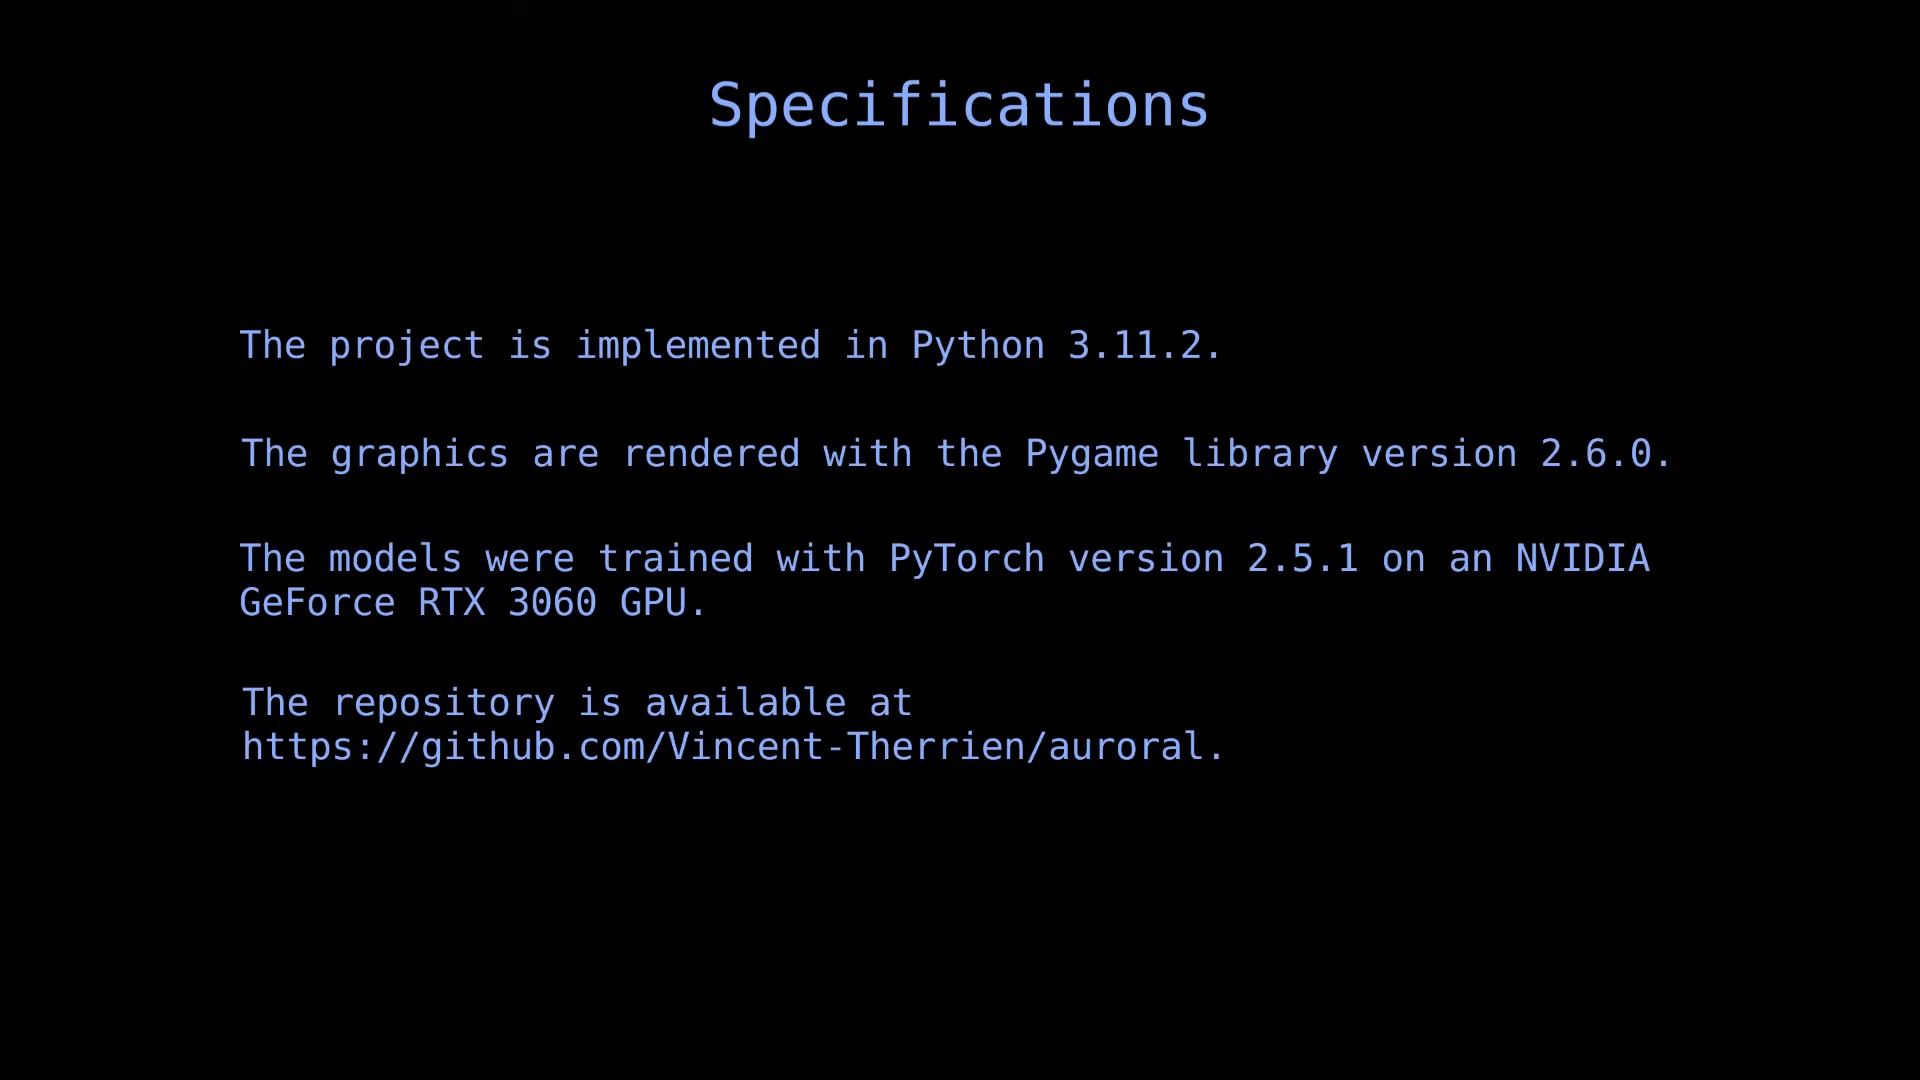 Specifications
The project is implemented in Python 3.11.2.
The graphics are rendered with the Pygame library version 2.6.0.
The models were trained with PyTorch version 2.5.1 on an NVIDIA
GeForce RTX 3060 GPU.
The repository is available at
https://github.com/Vincent-Therrien/auroral.